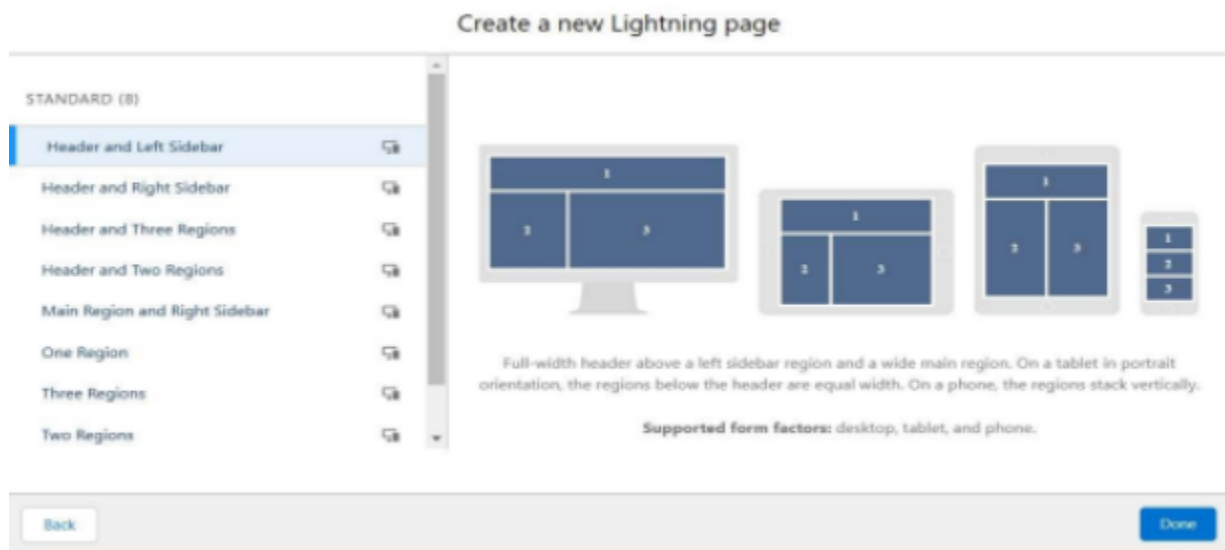 Create a new Lightning page
STANDARD (8)
Header and Left Sidebar
Header and Right Sidebar
Header and Three Regions
Header and Two Regions
Main Region and Right Sidebar
One Region
Three Regions
Two Regions
1
2 3
1
2 3
1
2 3
1
2
3
Full-width header above a left sidebar region and a wide main region. On a tablet in portrait
orientation, the regions below the header are equal width. On a phone, the regions stack vertically.
Supported form factors: desktop, tablet, and phone.
Back
Done